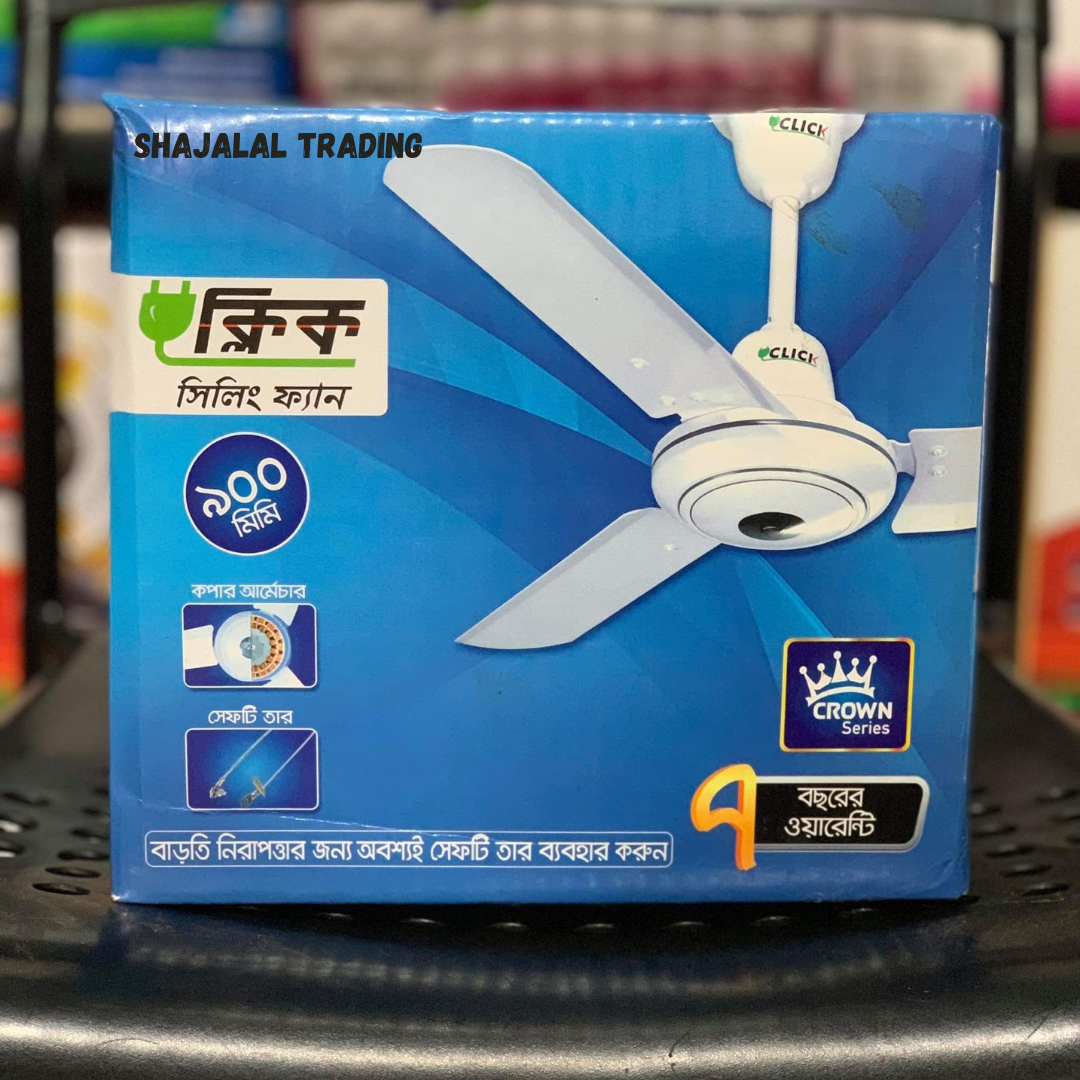 SHAJALAL TRADING
CLICK
CLICK
ক্লিক
সিলিং ফ্যান
৯০০
মিমি
কপার আর্মেচার
সেফটি তার
CROWN
Series
৭ বছরের
ওয়ারেন্টি
বাড়তি নিরাপত্তার জন্য অবশ্যই সেফটি তার ব্যবহার করুন